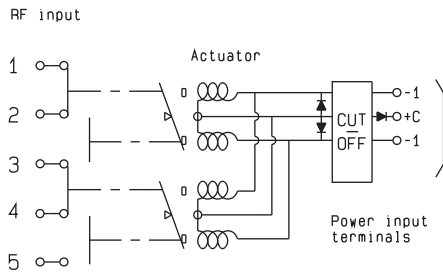 RF input
Actuator
1
2
3
4
5
CUT
OFF
-1
+C
-1
Power input
terminals